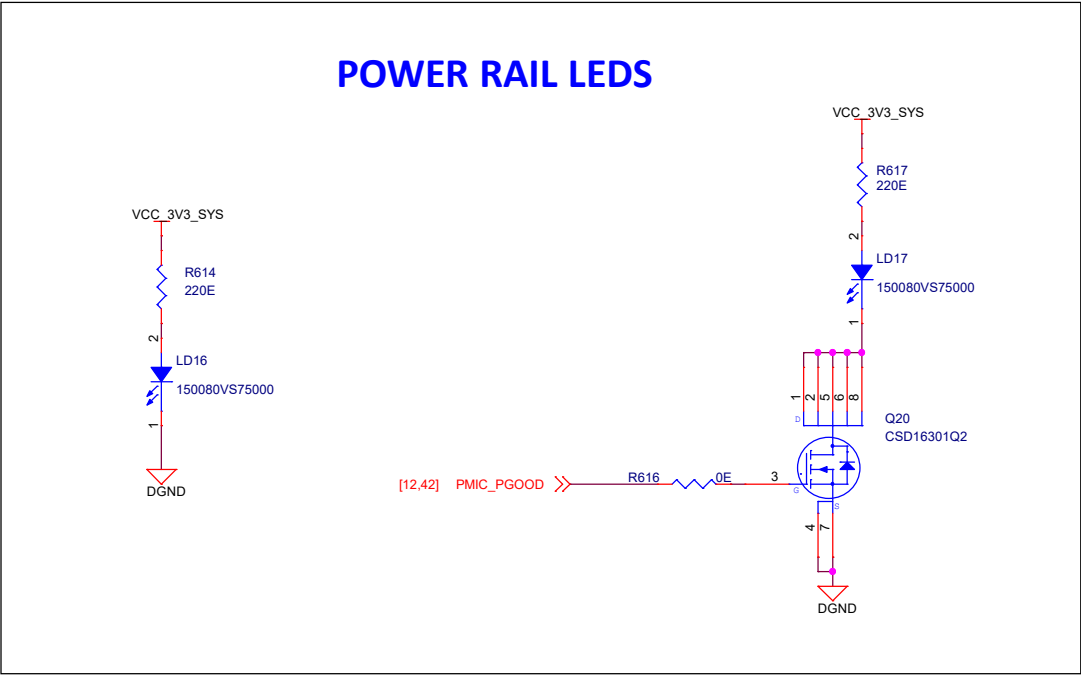 POWER RAIL LEDS
VCC_3V3_SYS
R617
220E
2
LD17
150080VS75000
1
VCC_3V3_SYS
R614
220E
2
LD16
150080VS75000
1
DGND
1
2
5
6
8
D
Q20
CSD16301Q2
[12,42] PMIC_PGOOD
R616
0E
3
G
S
4
7
DGND